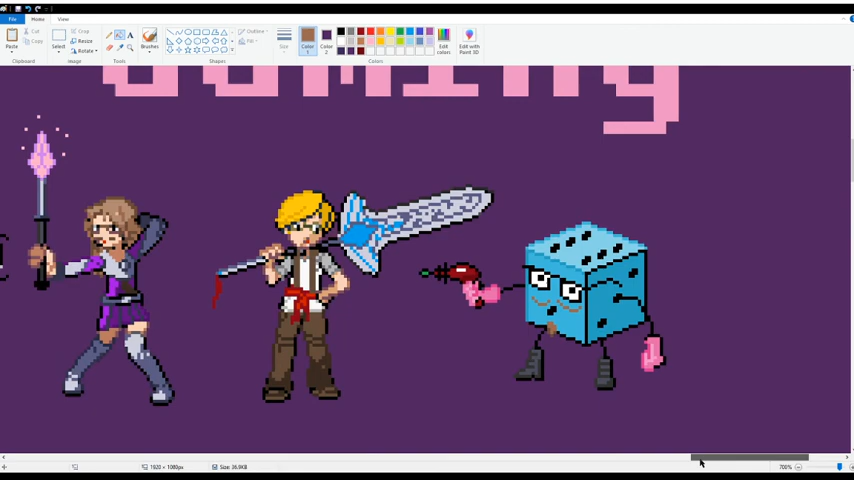 File Home View
Paste
Cut
Copy
Clipboard
Select
Crop
Resize
Rotate
Image
Tools
Brushes
Shapes
Outline
Fill
Size
Color 1
Color 2
Colors
Edit colors
Edit with Paint 3D
1920 × 1080px
Size: 36.9KB
700%